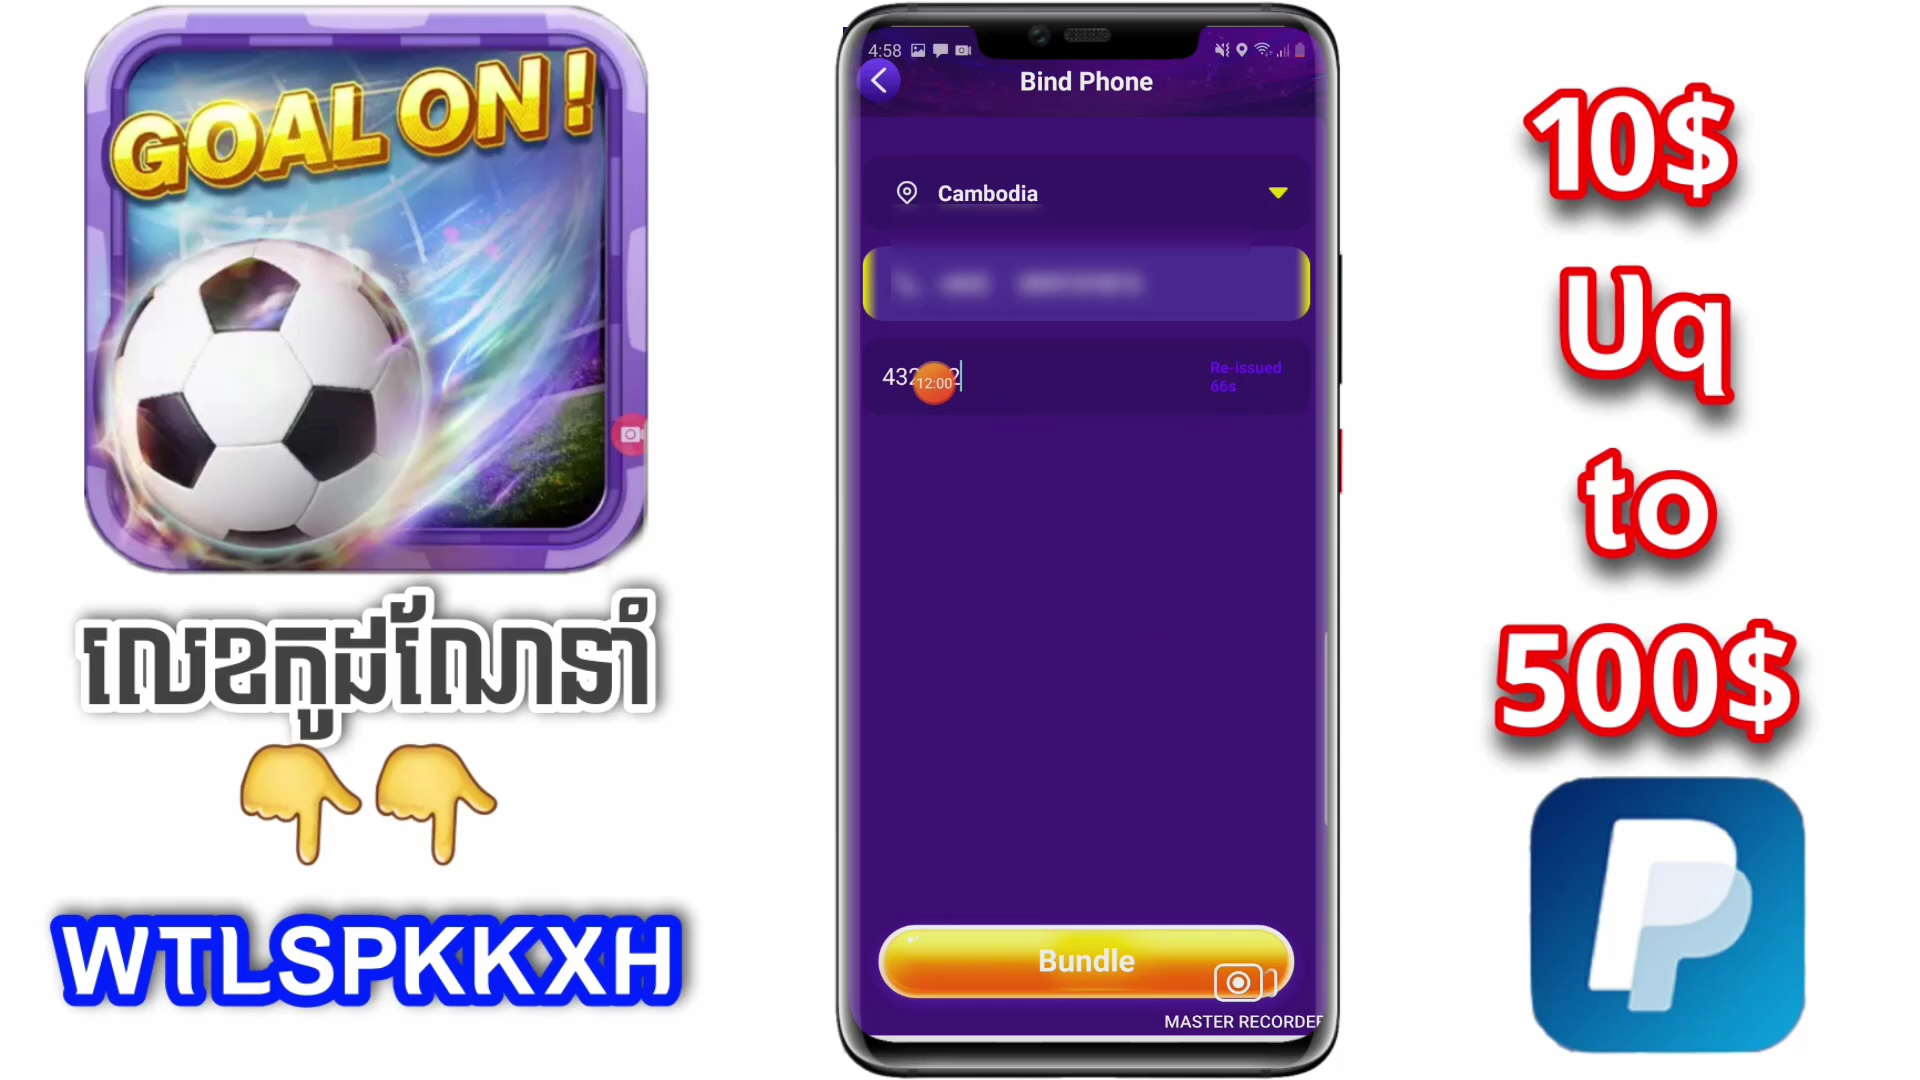 GOAL ON!
លេខកូដណែនាំ
WTLSPKKXH
4:58
Bind Phone
Cambodia
12:00
Re-issued
66s
Bundle
MASTER RECORDER
10$
Uq
to
500$